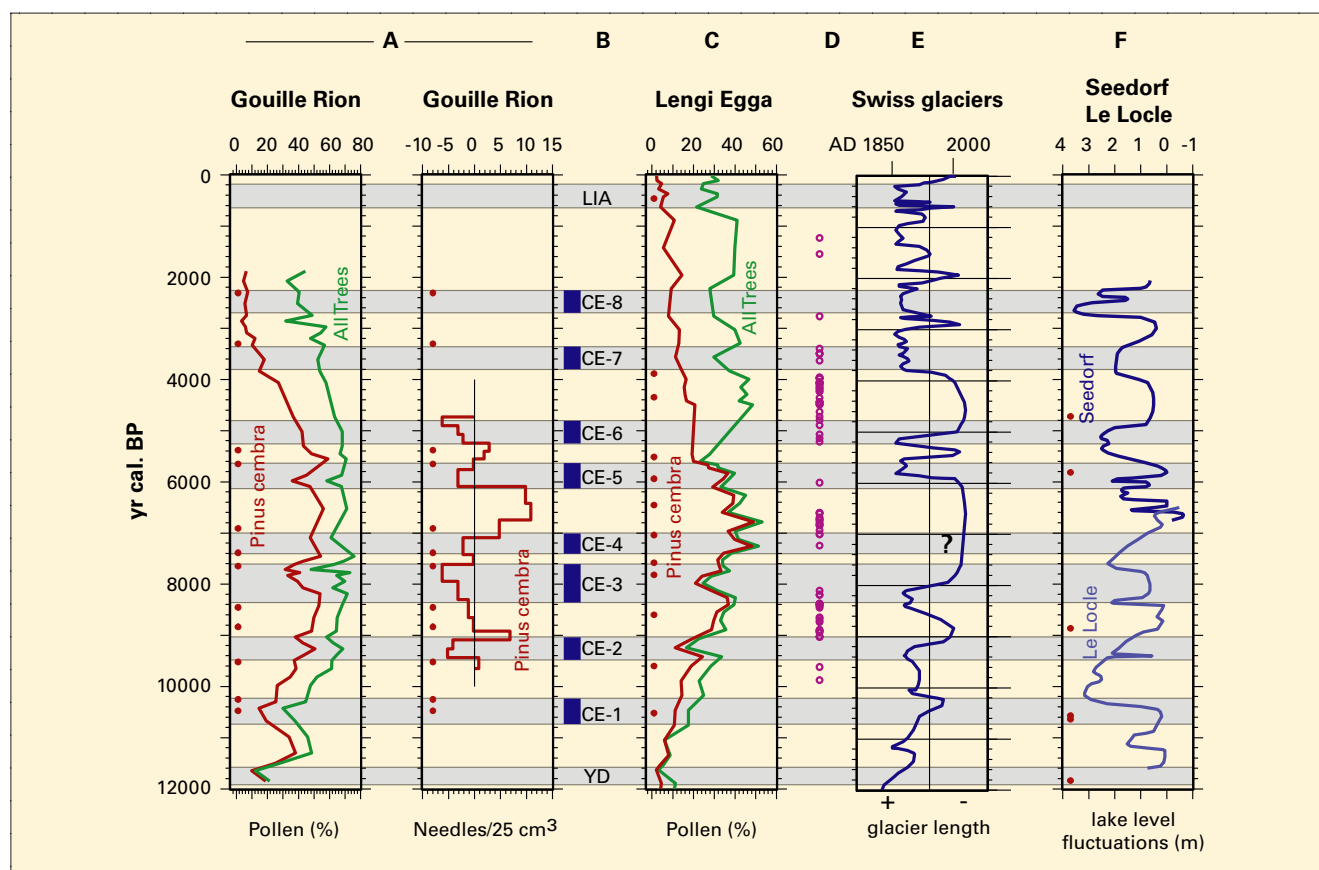 A B C D E F
Gouille Rion Gouille Rion Lengi Egga Swiss glaciers Seedorf
Le Locle
0 20 40 60 80 -10 -5 0 5 10 15 0 20 40 60 AD 1850 2000 4 3 2 1 0 -1
yr cal. BP
0
2000
4000
6000
8000
10000
12000
Pinus cembra
All Trees
Pinus cembra
LIA
CE-8
CE-7
CE-6
CE-5
CE-4
CE-3
CE-2
CE-1
YD
Pinus cembra
All Trees
?
Seedorf
Le Locle
+ -
Pollen (%) Needles/25 cm3 Pollen (%) glacier length lake level
fluctuations (m)